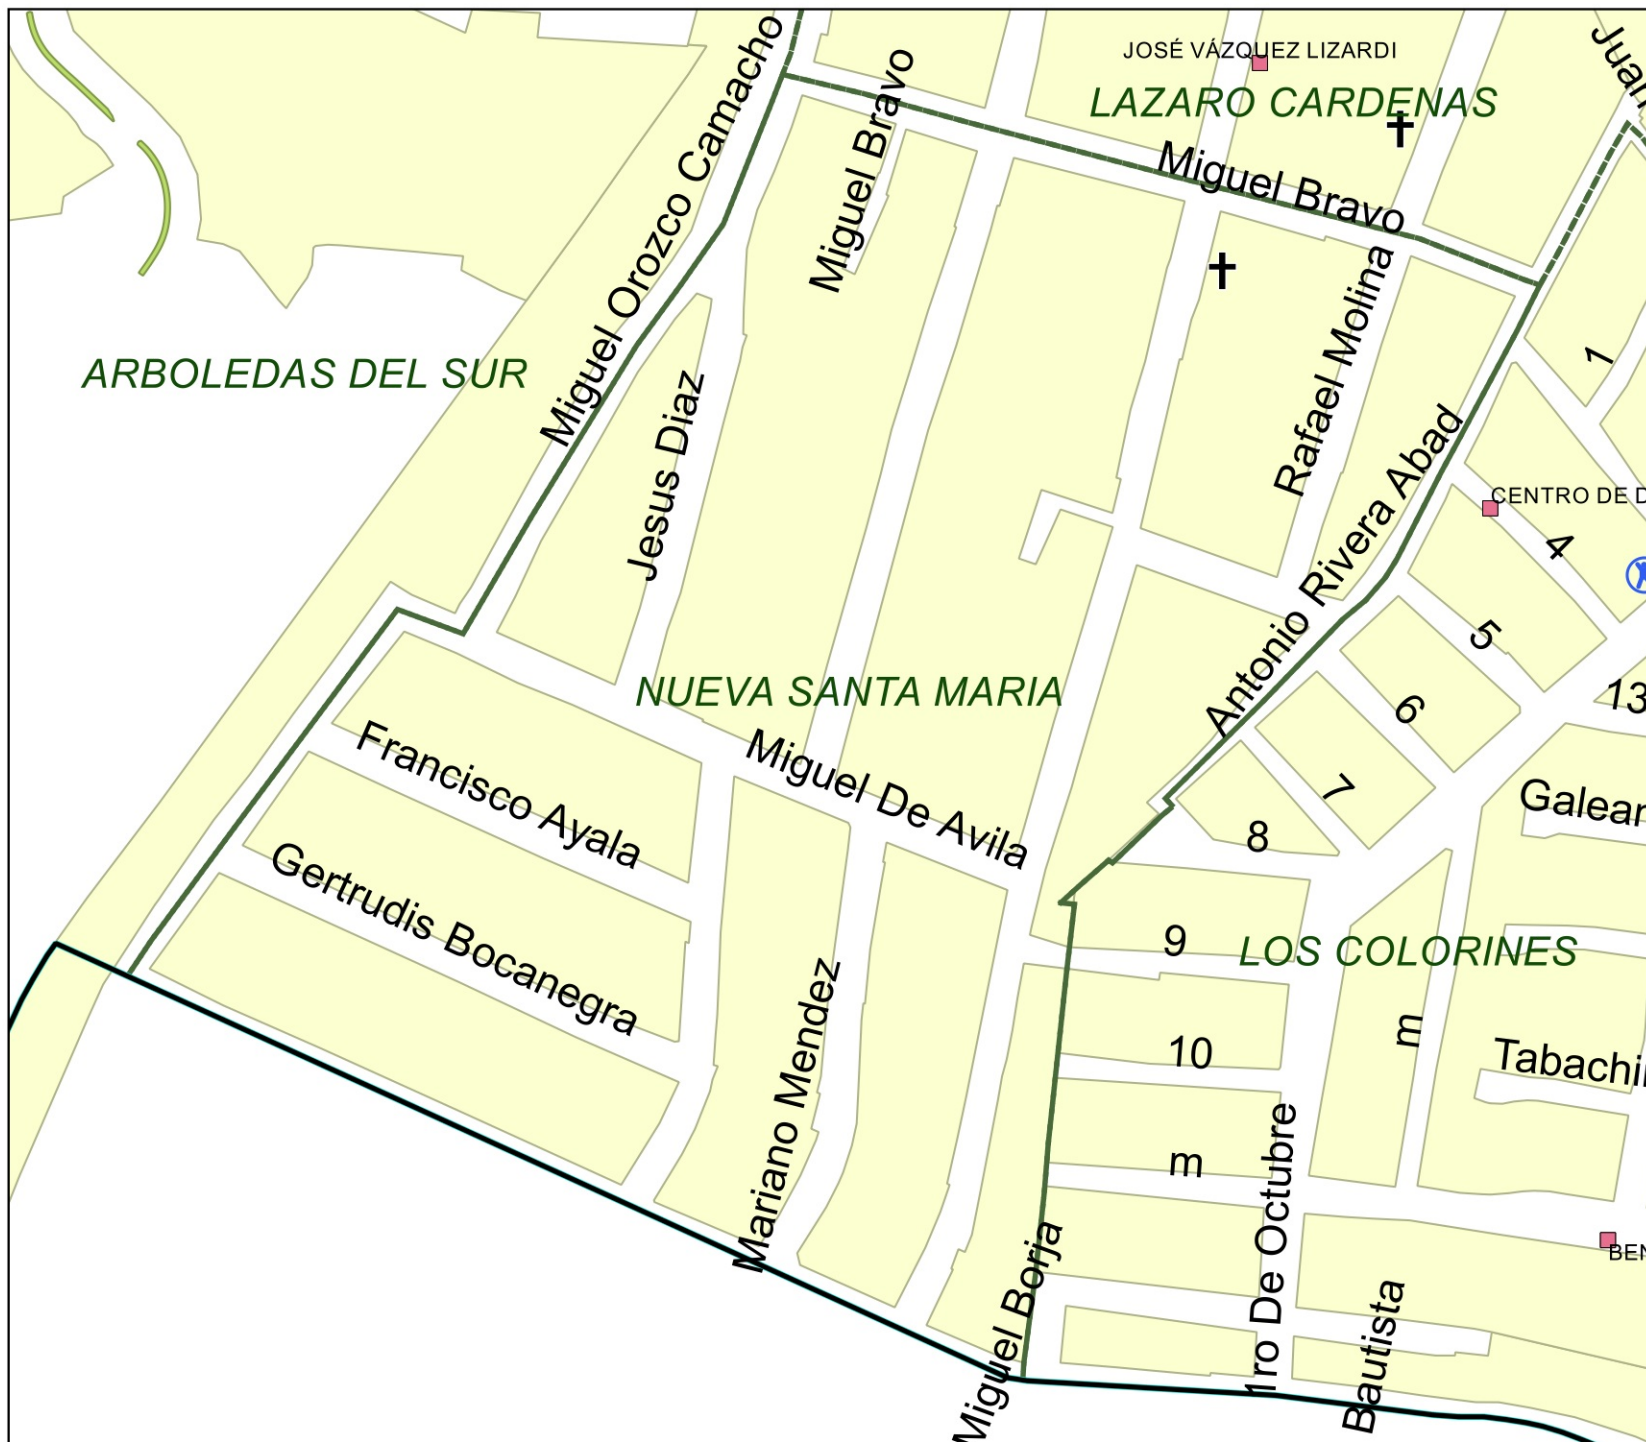 Miguel Orozco Camacho
Miguel Bravo
JOSÉ VÁZQUEZ LIZARDI
LAZARO CARDENAS
Juan
Miguel Bravo
ARBOLEDAS DEL SUR
Jesus Diaz
Rafael Molina
Antonio Rivera Abad
1
CENTRO DE D
4
5
NUEVA SANTA MARIA
6
13
Francisco Ayala
Miguel De Avila
7
8
Galear
Gertrudis Bocanegra
9
LOS COLORINES
Mariano Mendez
10
m
Tabachi
m
1ro De Octubre
Miguel Borja
Bautista
BEN